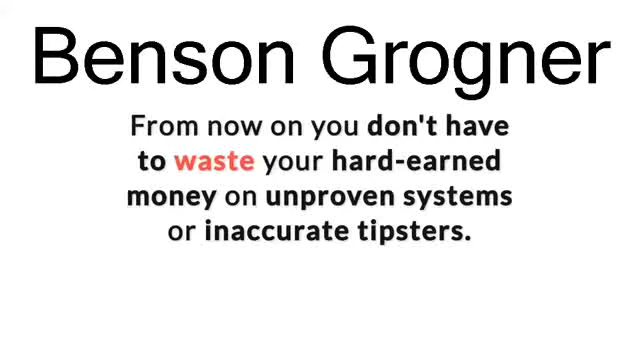 Benson Grogner
From now on you don't have
to waste your hard-earned
money on unproven systems
or inaccurate tipsters.